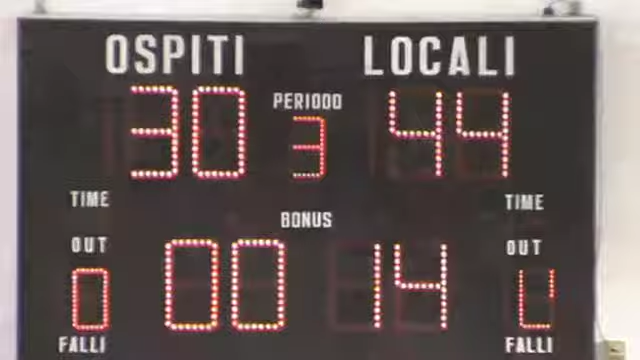 OSPITI LOCALI
30 PERIODO 44
3
TIME BONUS TIME
OUT OUT
0 00 14
FALLI FALLI